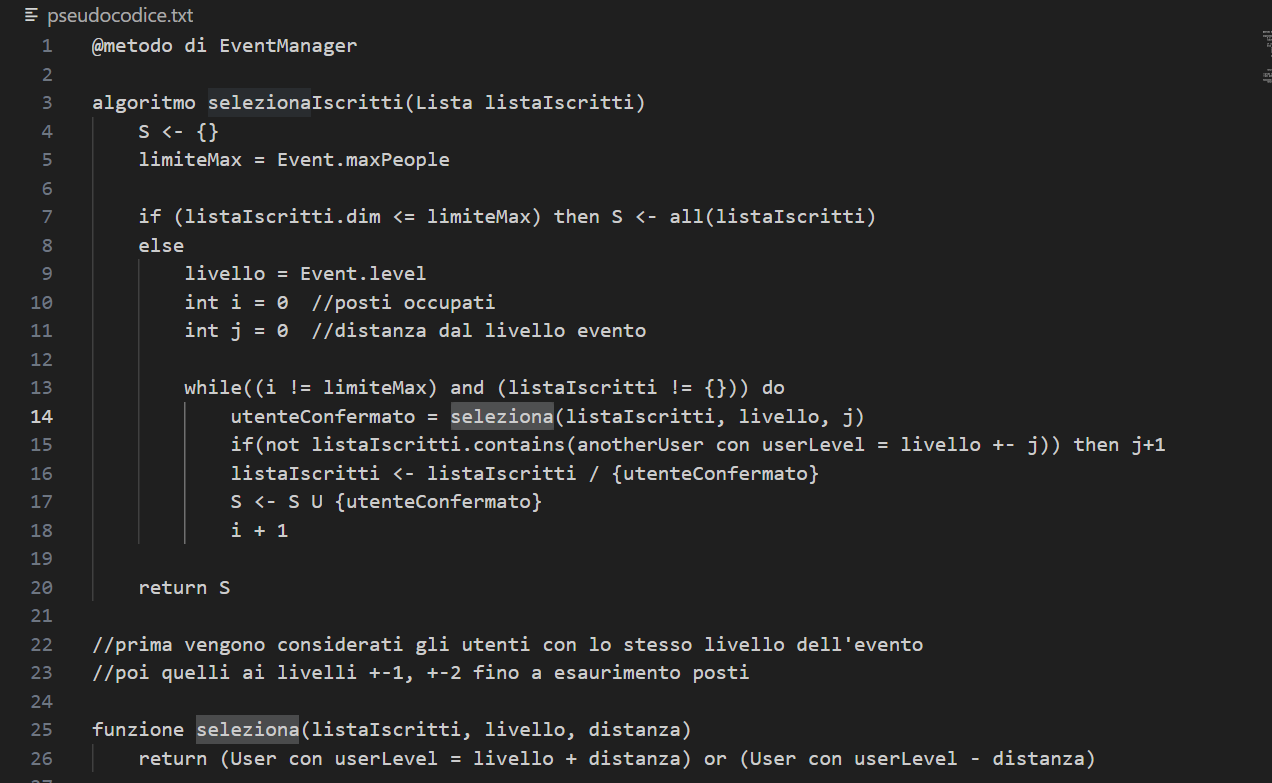 pseudocodice.txt
1 @metodo di EventManager
2
3 algoritmo selezionaIscritti(Lista listaIscritti)
4 S <- {}
5 limiteMax = Event.maxPeople
6
7 if (listaIscritti.dim <= limiteMax) then S <- all(listaIscritti)
8 else
9 livello = Event.level
10 int i = 0 //posti occupati
11 int j = 0 //distanza dal livello evento
12
13 while((i != limiteMax) and (listaIscritti != {})) do
14 utenteConfermato = seleziona(listaIscritti, livello, j)
15 if(not listaIscritti.contains(anotherUser con userLevel = livello +- j)) then j+1
16 listaIscritti <- listaIscritti / {utenteConfermato}
17 S <- S U {utenteConfermato}
18 i + 1
19
20 return S
21
22 //prima vengono considerati gli utenti con lo stesso livello dell'evento
23 //poi quelli ai livelli +-1, +-2 fino a esaurimento posti
24
25 funzione seleziona(listaIscritti, livello, distanza)
26 return (User con userLevel = livello + distanza) or (User con userLevel - distanza)